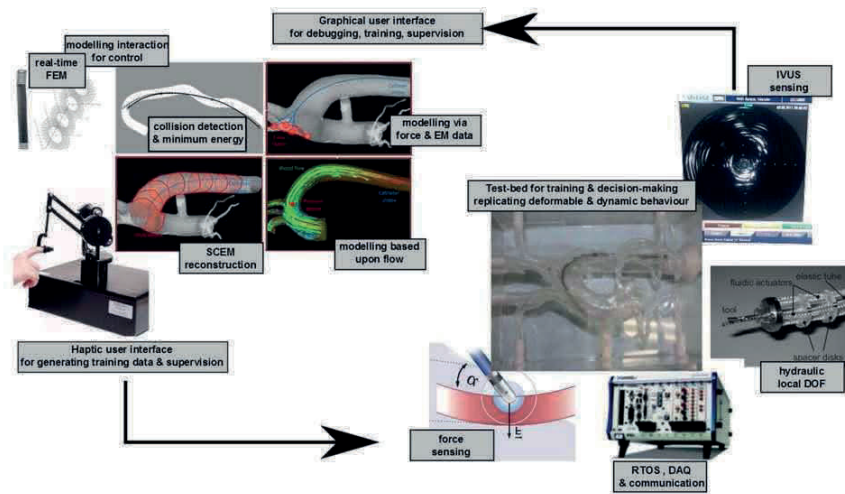 Graphical user interface
for debugging, training, supervision
modelling interaction
for control
real-time
FEM
IVUS
sensing
collision detection
& minimum energy
modelling via
force & EM data
Test-bed for training & decision-making
replicating deformable & dynamic behaviour
SCEM
reconstruction
modelling based
upon flow
elastic tube
fluidic actuators
tool
spacer disks
hydraulic
local DOF
Haptic user interface
for generating training data & supervision
α
F
force
sensing
RTOS , DAQ
& communication